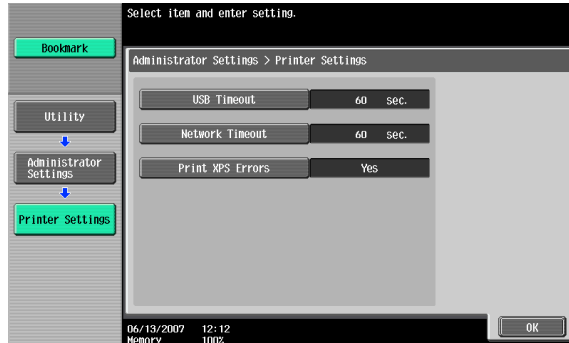 Select item and enter setting.
Bookmark
Administrator Settings > Printer Settings
USB Timeout 60 sec.
Utility
Network Timeout 60 sec.
Administrator
Settings
Print XPS Errors Yes
Printer Settings
06/13/2007 12:12
Memory 100%
OK